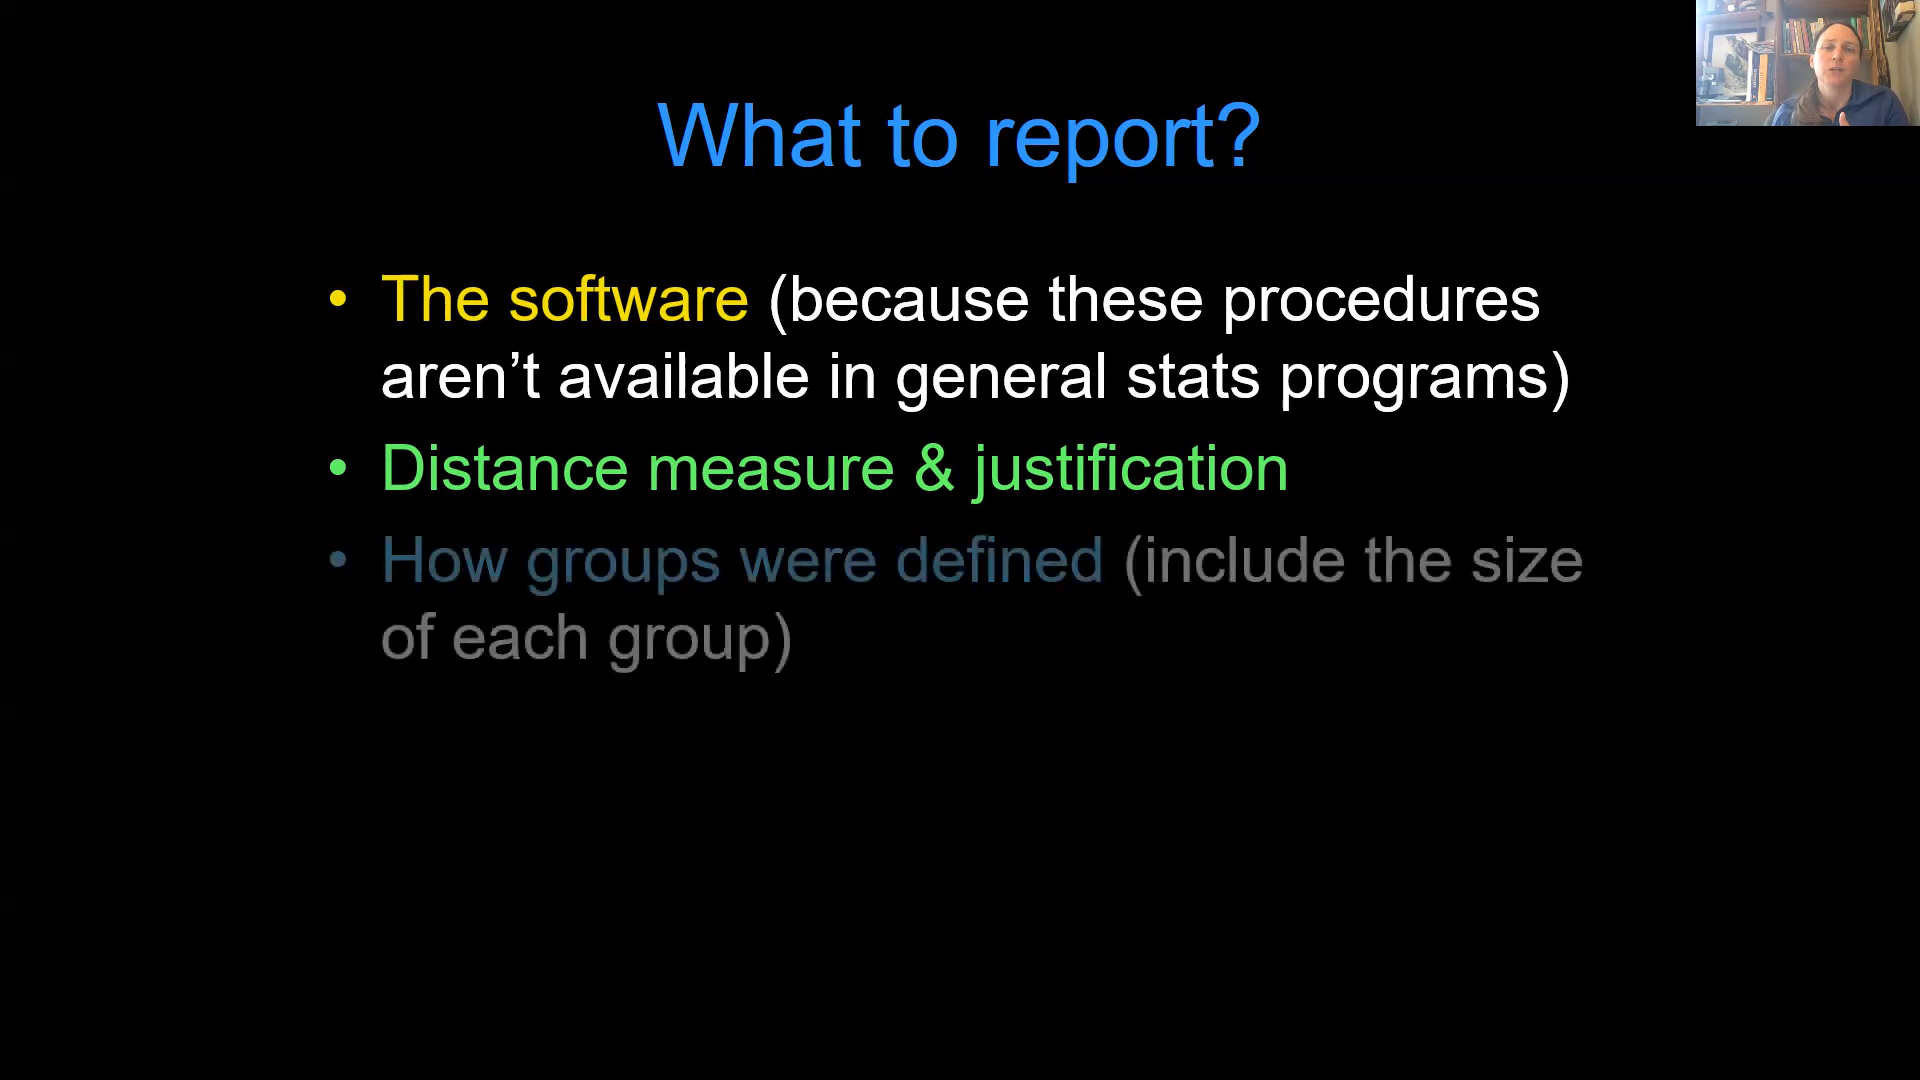 What to report?
• The software (because these procedures
aren’t available in general stats programs)
• Distance measure & justification
• How groups were defined (include the size
of each group)